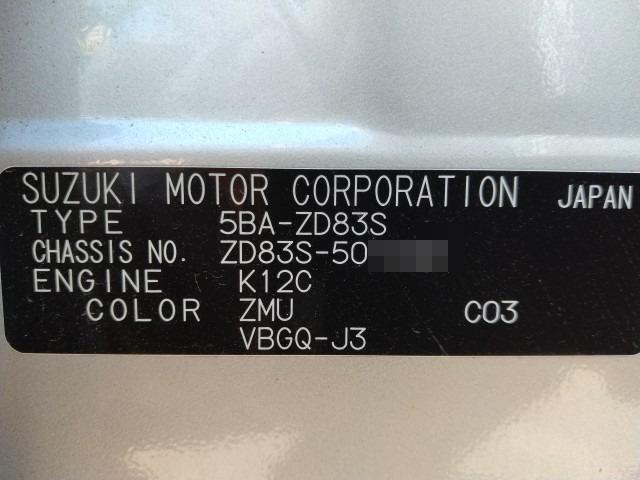 SUZUKI MOTOR CORPORATION JAPAN
TYPE 5BA-ZD83S
CHASSIS NO. ZD83S-50
ENGINE K12C
COLOR ZMU C03
VBGQ-J3